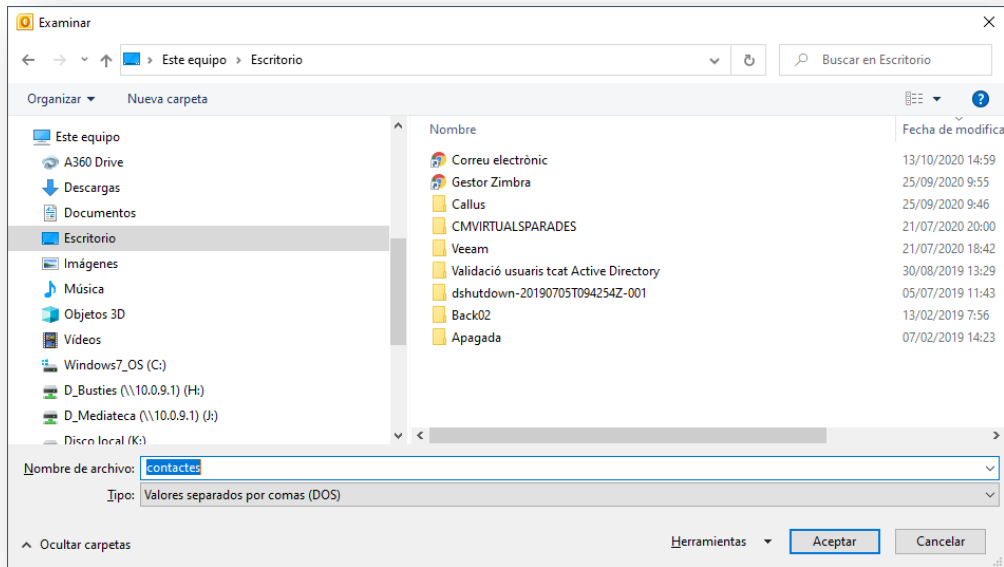 Examinar
Este equipo > Escritorio
Buscar en Escritorio
Organizar
Nueva carpeta
Este equipo
A360 Drive
Descargas
Documentos
Escritorio
Imágenes
Música
Objetos 3D
Vídeos
Windows7_OS (C:)
D_Busties (\\10.0.9.1) (H:)
D_Mediateca (\\10.0.9.1) (J:)
Disco local (K:)
Nombre Fecha de modifica
Correu electrònic 13/10/2020 14:59
Gestor Zimbra 25/09/2020 9:55
Callus 25/09/2020 9:46
CMVIRTUALSPARADES 21/07/2020 20:00
Veeam 21/07/2020 18:42
Validació usuaris tcat Active Directory 30/08/2019 13:29
dshutdown-20190705T094254Z-001 05/07/2019 11:43
Back02 13/02/2019 7:56
Apagada 07/02/2019 14:23
Nombre de archivo: contactes
Tipo: Valores separados por comas (DOS)
Ocultar carpetas
Herramientas
Aceptar
Cancelar